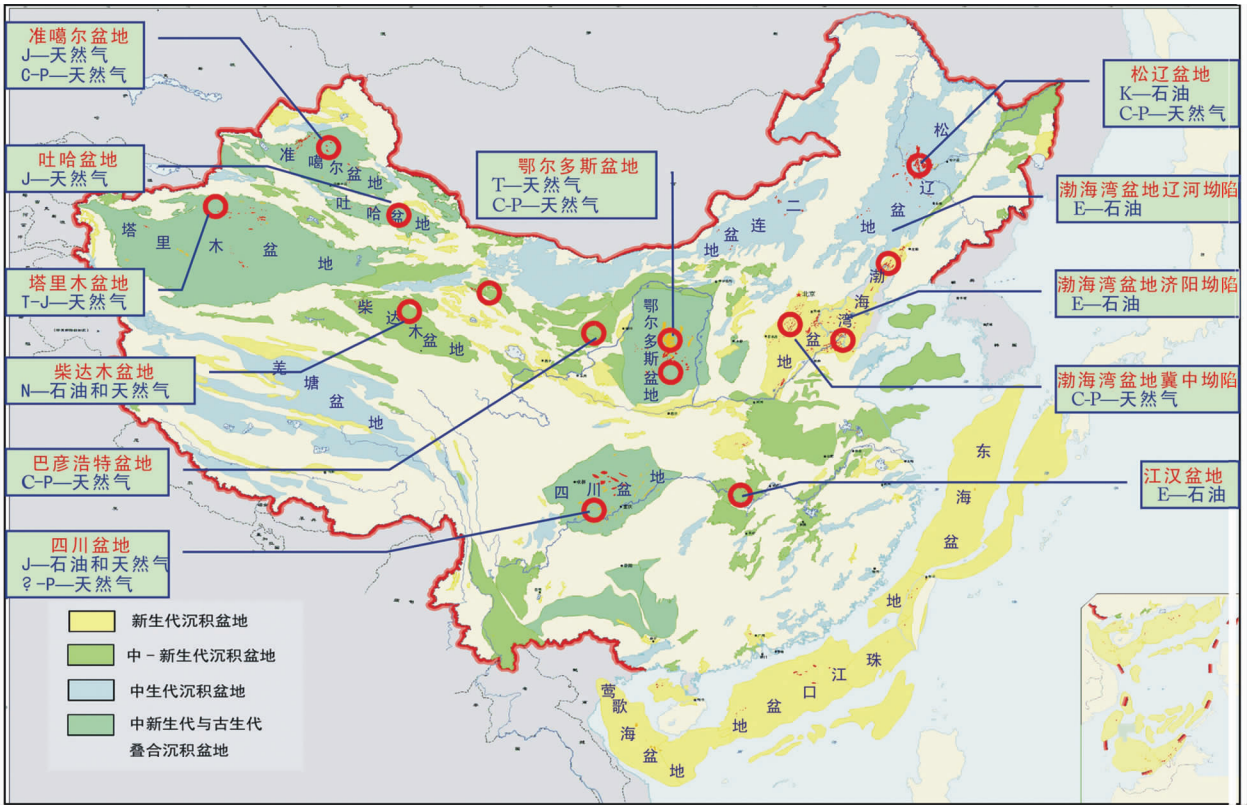 准噶尔盆地
J—天然气
C-P—天然气
吐哈盆地
J—天然气
塔里木盆地
T-J—天然气
柴达木盆地
N—石油和天然气
巴彦浩特盆地
C-P—天然气
四川盆地
J—石油和天然气
?-P—天然气
鄂尔多斯盆地
T—天然气
C-P—天然气
松辽盆地
K—石油
C-P—天然气
渤海湾盆地辽河坳陷
E—石油
渤海湾盆地济阳坳陷
E—石油
渤海湾盆地冀中坳陷
C-P—天然气
江汉盆地
E—石油
准噶尔盆地
吐哈盆地
塔里木盆地
柴达木盆地
羌塘盆地
鄂尔多斯盆地
四川盆地
二连盆地
松辽盆地
渤海湾盆地
北京
东海盆地
珠江口盆地
莺歌海盆地
新生代沉积盆地
中-新生代沉积盆地
中生代沉积盆地
中新生代与古生代
叠合沉积盆地